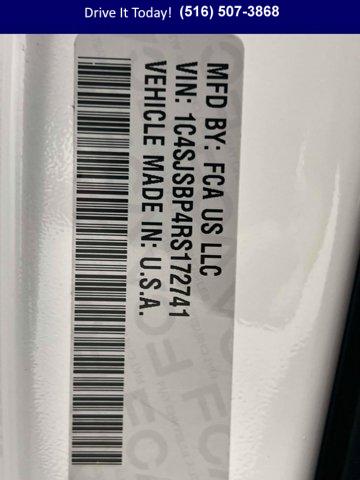 Drive It Today! (516) 507-3868
MFD BY: FCA US LLC
VIN: 1C4SJSBP4RS172741
VEHICLE MADE IN: U.S.A.